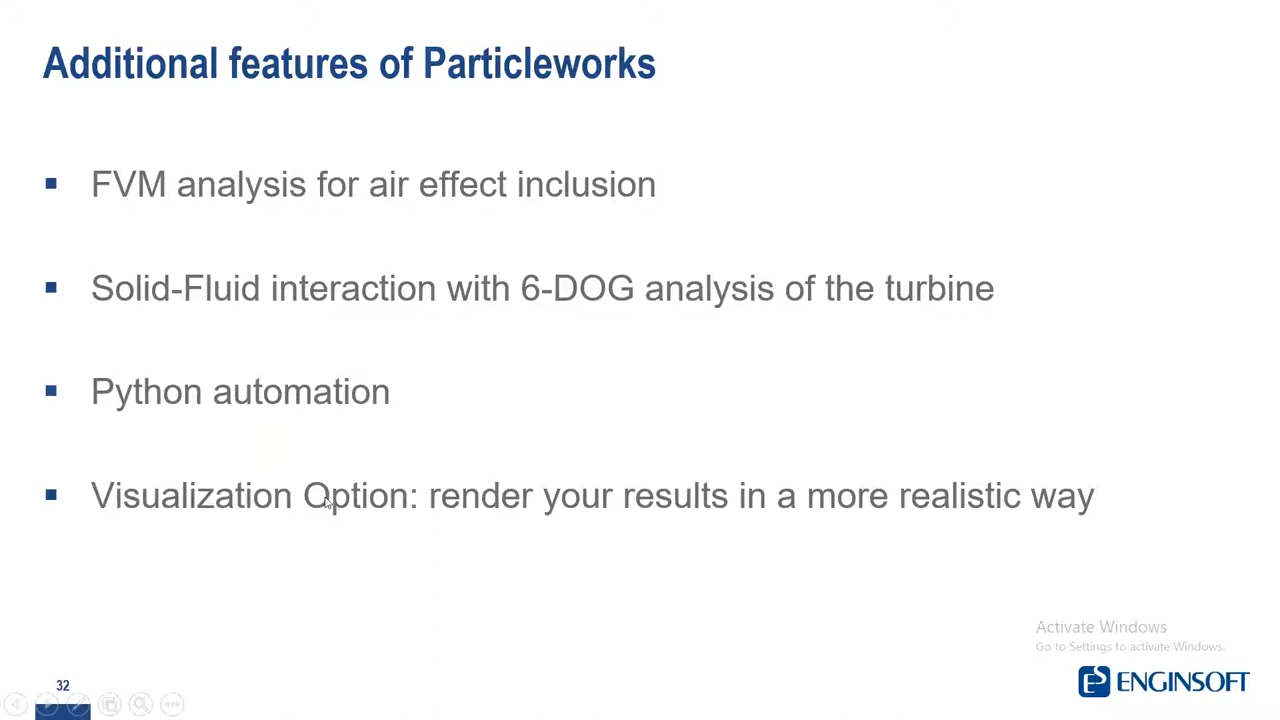 Additional features of Particleworks
FVM analysis for air effect inclusion
Solid-Fluid interaction with 6-DOG analysis of the turbine
Python automation
Visualization Option: render your results in a more realistic way
Activate Windows
Go to Settings to activate Windows.
32
ENGINSOFT